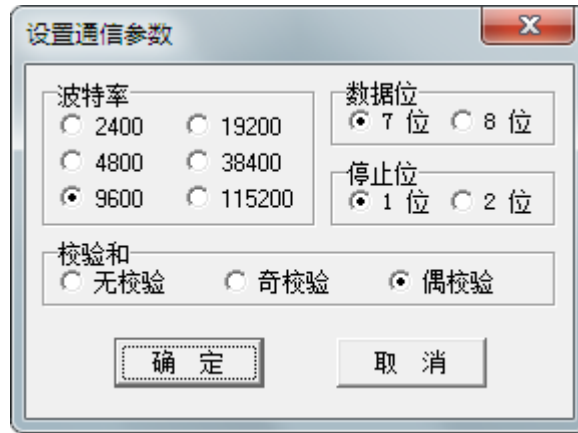 设置通信参数
波特率
2400 19200
4800 38400
9600 115200
数据位
7 位 8 位
停止位
1 位 2 位
校验和
无校验 奇校验 偶校验
确 定 取 消